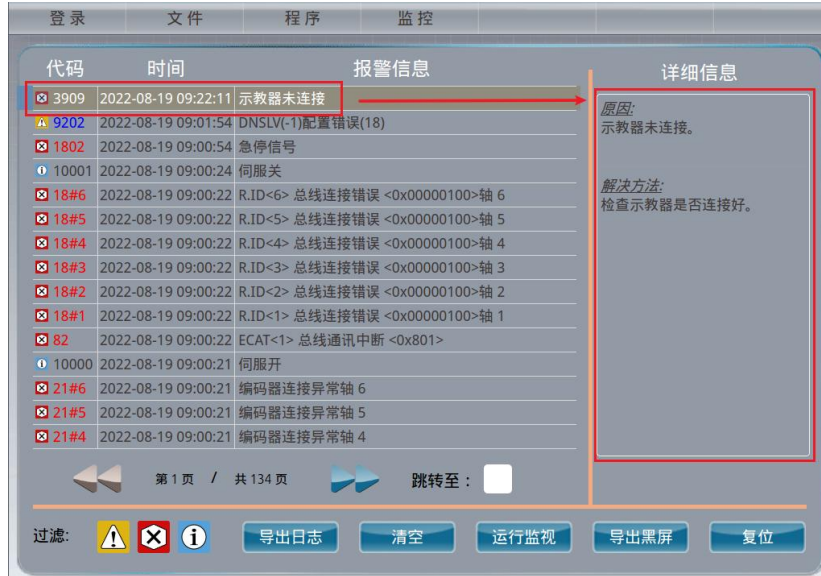 登录 文件 程序 监控
代码 时间 报警信息 详细信息
3909 2022-08-19 09:22:11 示教器未连接
9202 2022-08-19 09:01:54 DNSLV(-1)配置错误(18)
1802 2022-08-19 09:00:54 急停信号
10001 2022-08-19 09:00:24 伺服关
18#6 2022-08-19 09:00:22 R.ID<6> 总线连接错误 <0x00000100>轴 6
18#5 2022-08-19 09:00:22 R.ID<5> 总线连接错误 <0x00000100>轴 5
18#4 2022-08-19 09:00:22 R.ID<4> 总线连接错误 <0x00000100>轴 4
18#3 2022-08-19 09:00:22 R.ID<3> 总线连接错误 <0x00000100>轴 3
18#2 2022-08-19 09:00:22 R.ID<2> 总线连接错误 <0x00000100>轴 2
18#1 2022-08-19 09:00:22 R.ID<1> 总线连接错误 <0x00000100>轴 1
82 2022-08-19 09:00:22 ECAT<1> 总线通讯中断 <0x801>
10000 2022-08-19 09:00:21 伺服开
21#6 2022-08-19 09:00:21 编码器连接异常轴 6
21#5 2022-08-19 09:00:21 编码器连接异常轴 5
21#4 2022-08-19 09:00:21 编码器连接异常轴 4
原因:
示教器未连接。
解决方法:
检查示教器是否连接好。
第 1 页 / 共 134 页 跳转至：
过滤: 导出日志 清空 运行监视 导出黑屏 复位